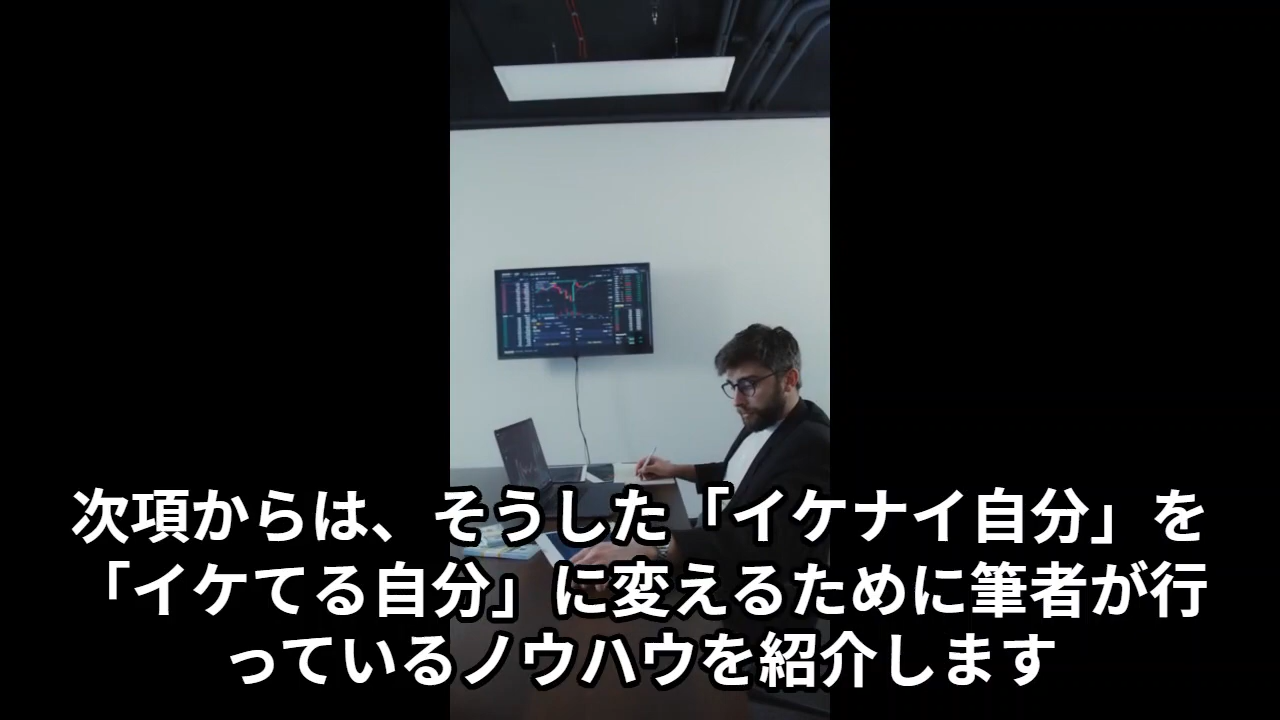 次項からは、そうした「イケナイ自分」を
「イケてる自分」に変えるために筆者が行
っているノウハウを紹介します